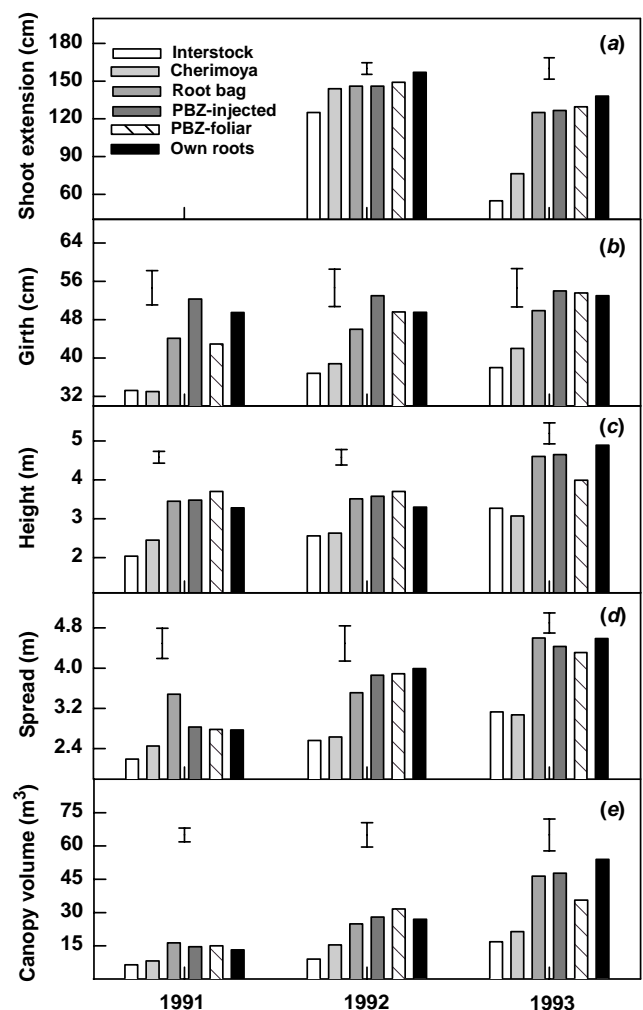 Shoot extension (cm)
180
150
120
90
60
Interstock
Cherimoya
Root bag
PBZ-injected
PBZ-foliar
Own roots
(a)
Girth (cm)
64
56
48
40
32
(b)
Height (m)
5
4
3
2
(c)
Spread (m)
4.8
4.0
3.2
2.4
(d)
Canopy volume (m³)
75
60
45
30
15
(e)
1991 1992 1993